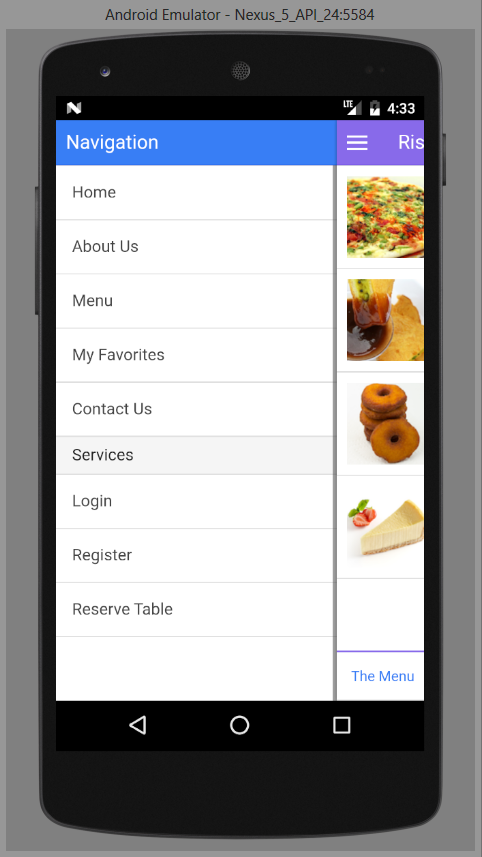 Android Emulator - Nexus_5_API_24:5584
LTE 4:33
Navigation
Ris
Home
About Us
Menu
My Favorites
Contact Us
Services
Login
Register
Reserve Table
The Menu